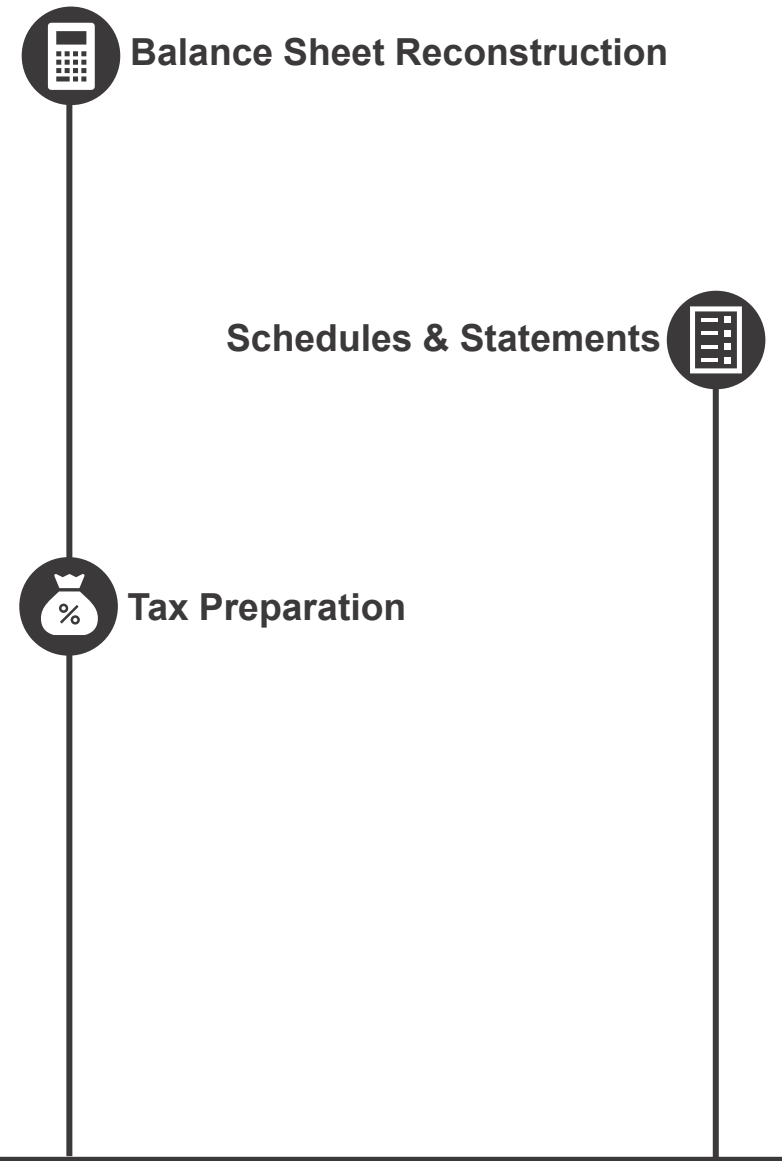 Balance Sheet Reconstruction
Schedules & Statements
%
Tax Preparation